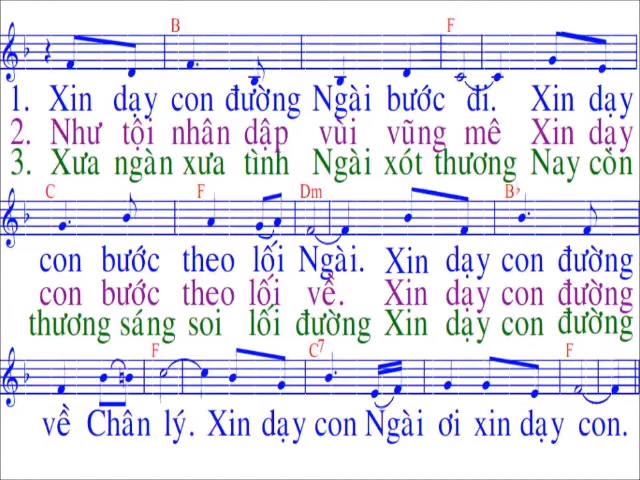 B F
1. Xin dạy con đường Ngài bước đi. Xin dạy
2. Như tội nhân dập vùi vũng mê Xin dạy
3. Xưa ngàn xưa tình Ngài xót thương Nay còn
C F Dm B♭
con bước theo lối Ngài. Xin dạy con đường
con bước theo lối về. Xin dạy con đường
thương sáng soi lối đường Xin dạy con đường
F C7 F
về Chân lý. Xin dạy con Ngài ơi xin dạy con.